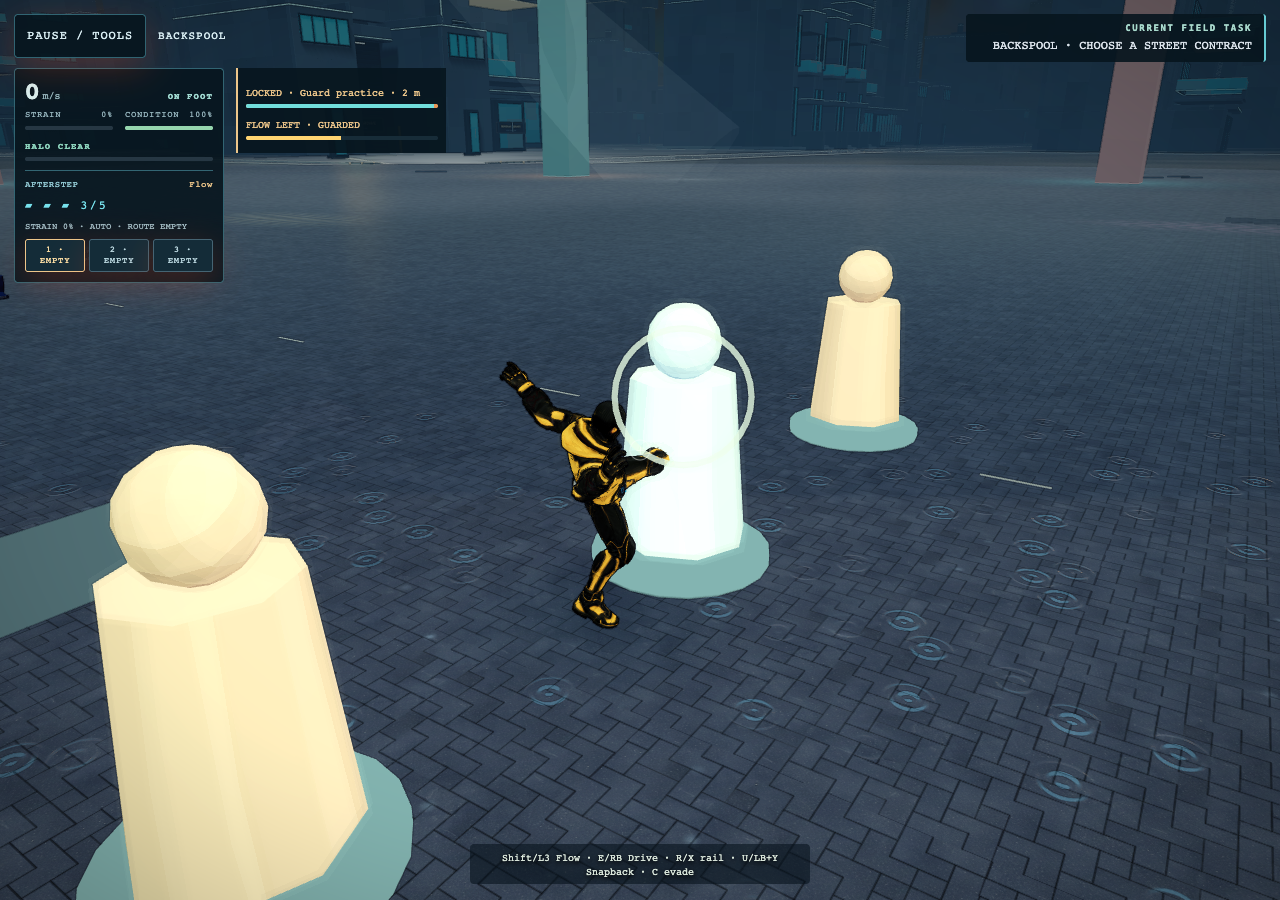 PAUSE / TOOLS
BACKSPOOL
CURRENT FIELD TASK
BACKSPOOL · CHOOSE A STREET CONTRACT
0 m/s
ON FOOT
STRAIN 0%
CONDITION 100%
HALO CLEAR
AFTERSTEP
Flow
3/5
STRAIN 0% · AUTO · ROUTE EMPTY
1 · EMPTY
2 · EMPTY
3 · EMPTY
LOCKED · Guard practice · 2 m
FLOW LEFT · GUARDED
Shift/L3 Flow · E/RB Drive · R/X rail · U/LB+Y
Snapback · C evade